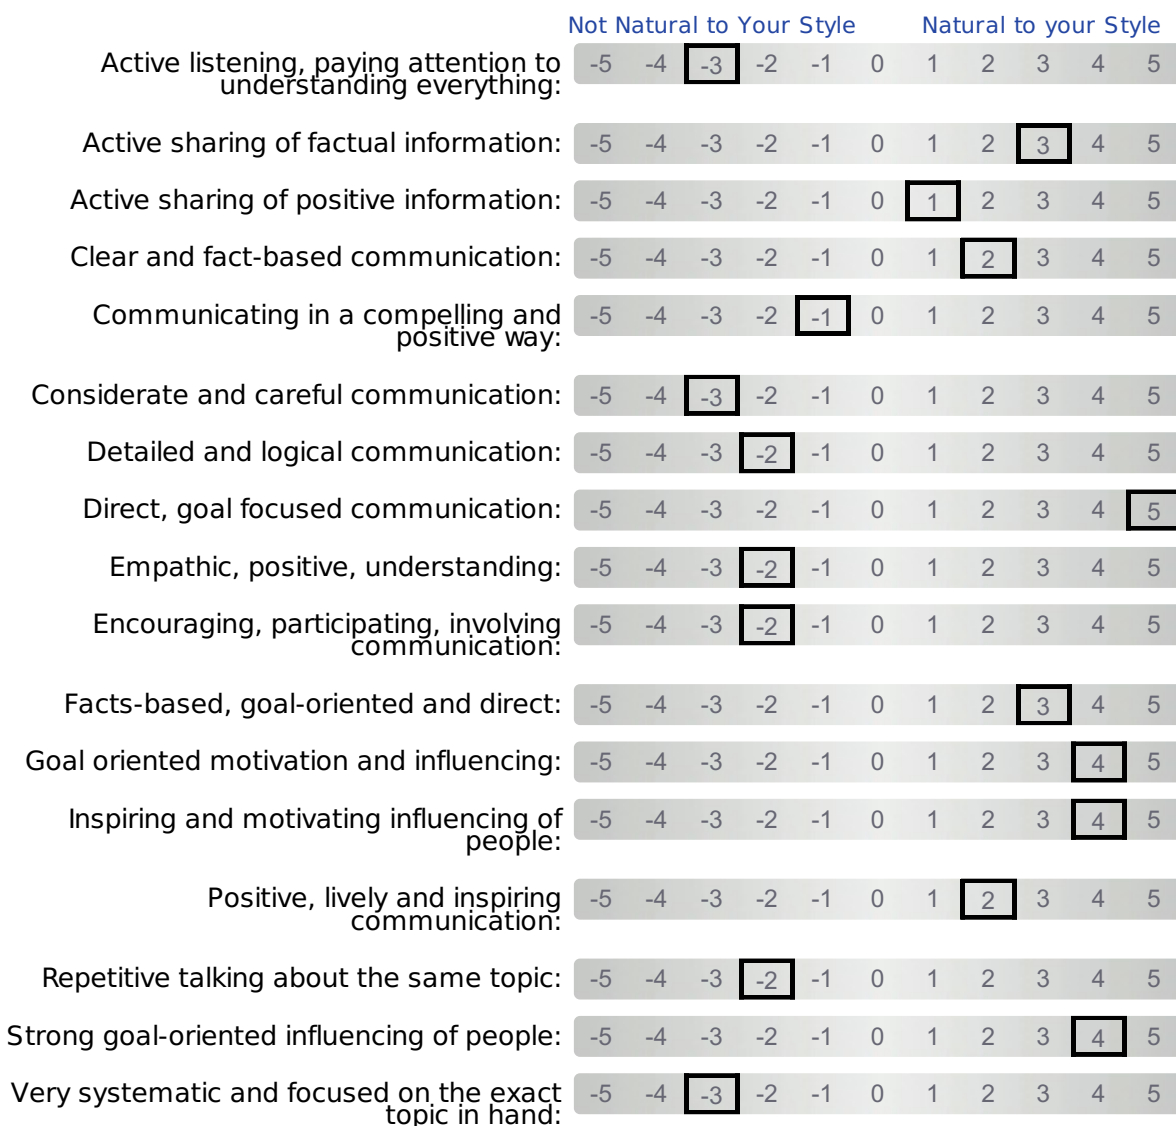 Not Natural to Your Style Natural to your Style
Active listening, paying attention to
understanding everything:
-5 -4 -3 -2 -1 0 1 2 3 4 5
Active sharing of factual information:
-5 -4 -3 -2 -1 0 1 2 3 4 5
Active sharing of positive information:
-5 -4 -3 -2 -1 0 1 2 3 4 5
Clear and fact-based communication:
-5 -4 -3 -2 -1 0 1 2 3 4 5
Communicating in a compelling and
positive way:
-5 -4 -3 -2 -1 0 1 2 3 4 5
Considerate and careful communication:
-5 -4 -3 -2 -1 0 1 2 3 4 5
Detailed and logical communication:
-5 -4 -3 -2 -1 0 1 2 3 4 5
Direct, goal focused communication:
-5 -4 -3 -2 -1 0 1 2 3 4 5
Empathic, positive, understanding:
-5 -4 -3 -2 -1 0 1 2 3 4 5
Encouraging, participating, involving
communication:
-5 -4 -3 -2 -1 0 1 2 3 4 5
Facts-based, goal-oriented and direct:
-5 -4 -3 -2 -1 0 1 2 3 4 5
Goal oriented motivation and influencing:
-5 -4 -3 -2 -1 0 1 2 3 4 5
Inspiring and motivating influencing of
people:
-5 -4 -3 -2 -1 0 1 2 3 4 5
Positive, lively and inspiring
communication:
-5 -4 -3 -2 -1 0 1 2 3 4 5
Repetitive talking about the same topic:
-5 -4 -3 -2 -1 0 1 2 3 4 5
Strong goal-oriented influencing of people:
-5 -4 -3 -2 -1 0 1 2 3 4 5
Very systematic and focused on the exact
topic in hand:
-5 -4 -3 -2 -1 0 1 2 3 4 5